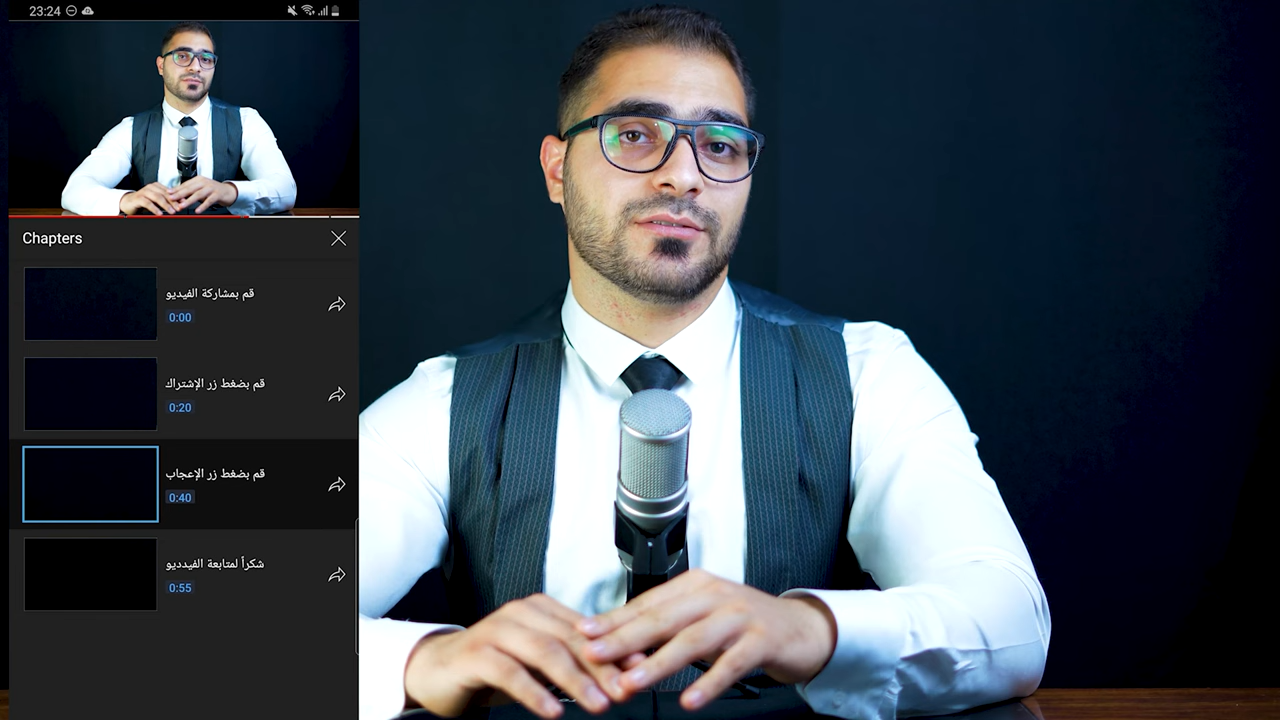 23:24
Chapters
قم بمشاركة الفيديو
0:00
قم بضغط زر الإشتراك
0:20
قم بضغط زر الإعجاب
0:40
شكراً لمتابعة الفيدديو
0:55